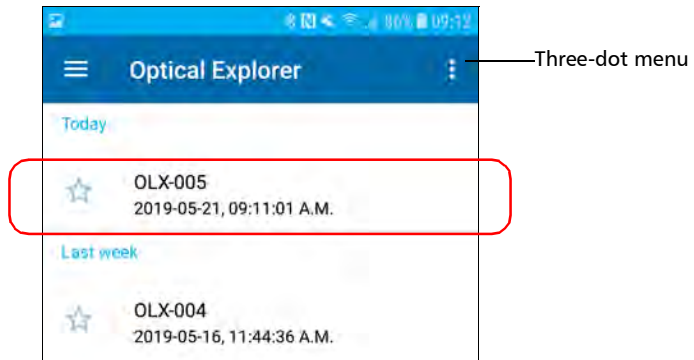 86% 09:12
Optical Explorer
Three-dot menu
Today
OLX-005
2019-05-21, 09:11:01 A.M.
Last week
OLX-004
2019-05-16, 11:44:36 A.M.